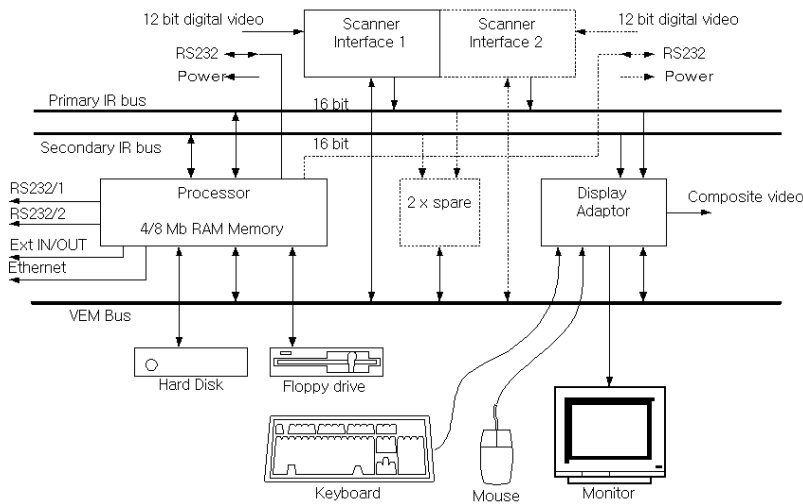 12 bit digital video
Scanner
Interface 1
Scanner
Interface 2
12 bit digital video
RS232
RS232
Power
Power
Primary IR bus
16 bit
Secondary IR bus
16 bit
RS232/1
RS232/2
Ext IN/OUT
Ethernet
Processor
4/8 Mb RAM Memory
2 x spare
Display
Adaptor
Composite video
VEM Bus
Hard Disk
Floppy drive
Keyboard
Mouse
Monitor